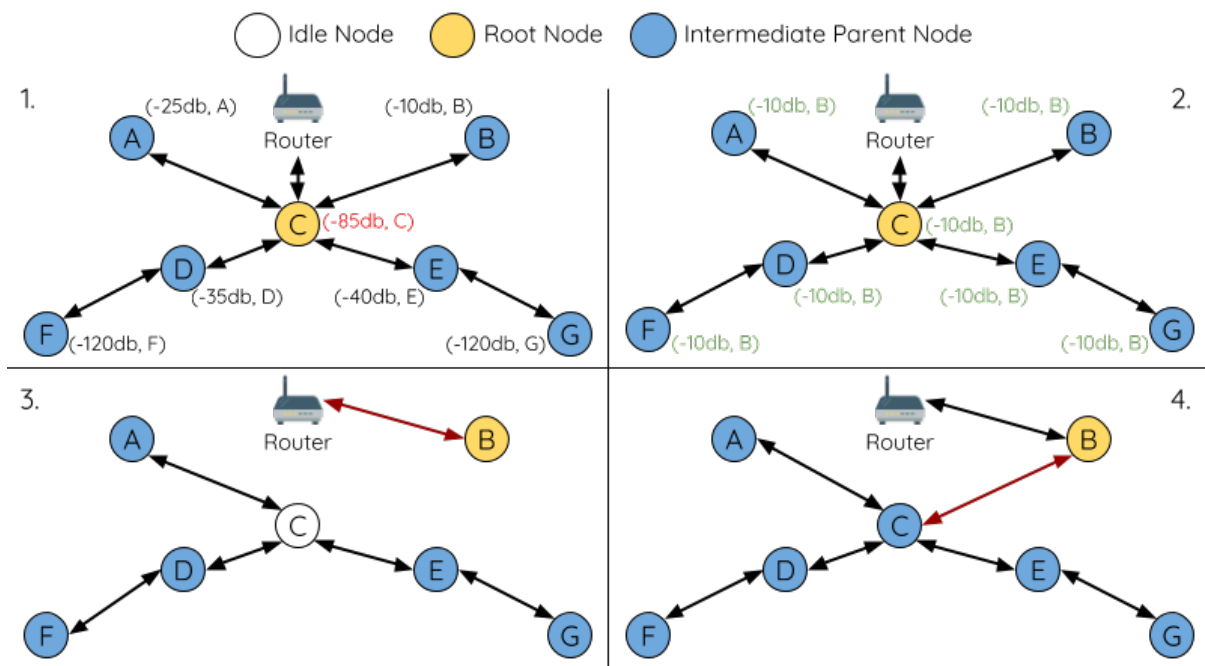 Idle Node
Root Node
Intermediate Parent Node
1.
(-25db, A)
(-10db, B)
A
Router
B
C
(-85db, C)
D
E
(-35db, D)
(-40db, E)
F
(-120db, F)
(-120db, G)
G
2.
(-10db, B)
(-10db, B)
A
Router
B
C
(-10db, B)
D
E
(-10db, B)
(-10db, B)
F
(-10db, B)
(-10db, B)
G
3.
Router
A
B
C
D
E
F
G
4.
Router
A
B
C
D
E
F
G